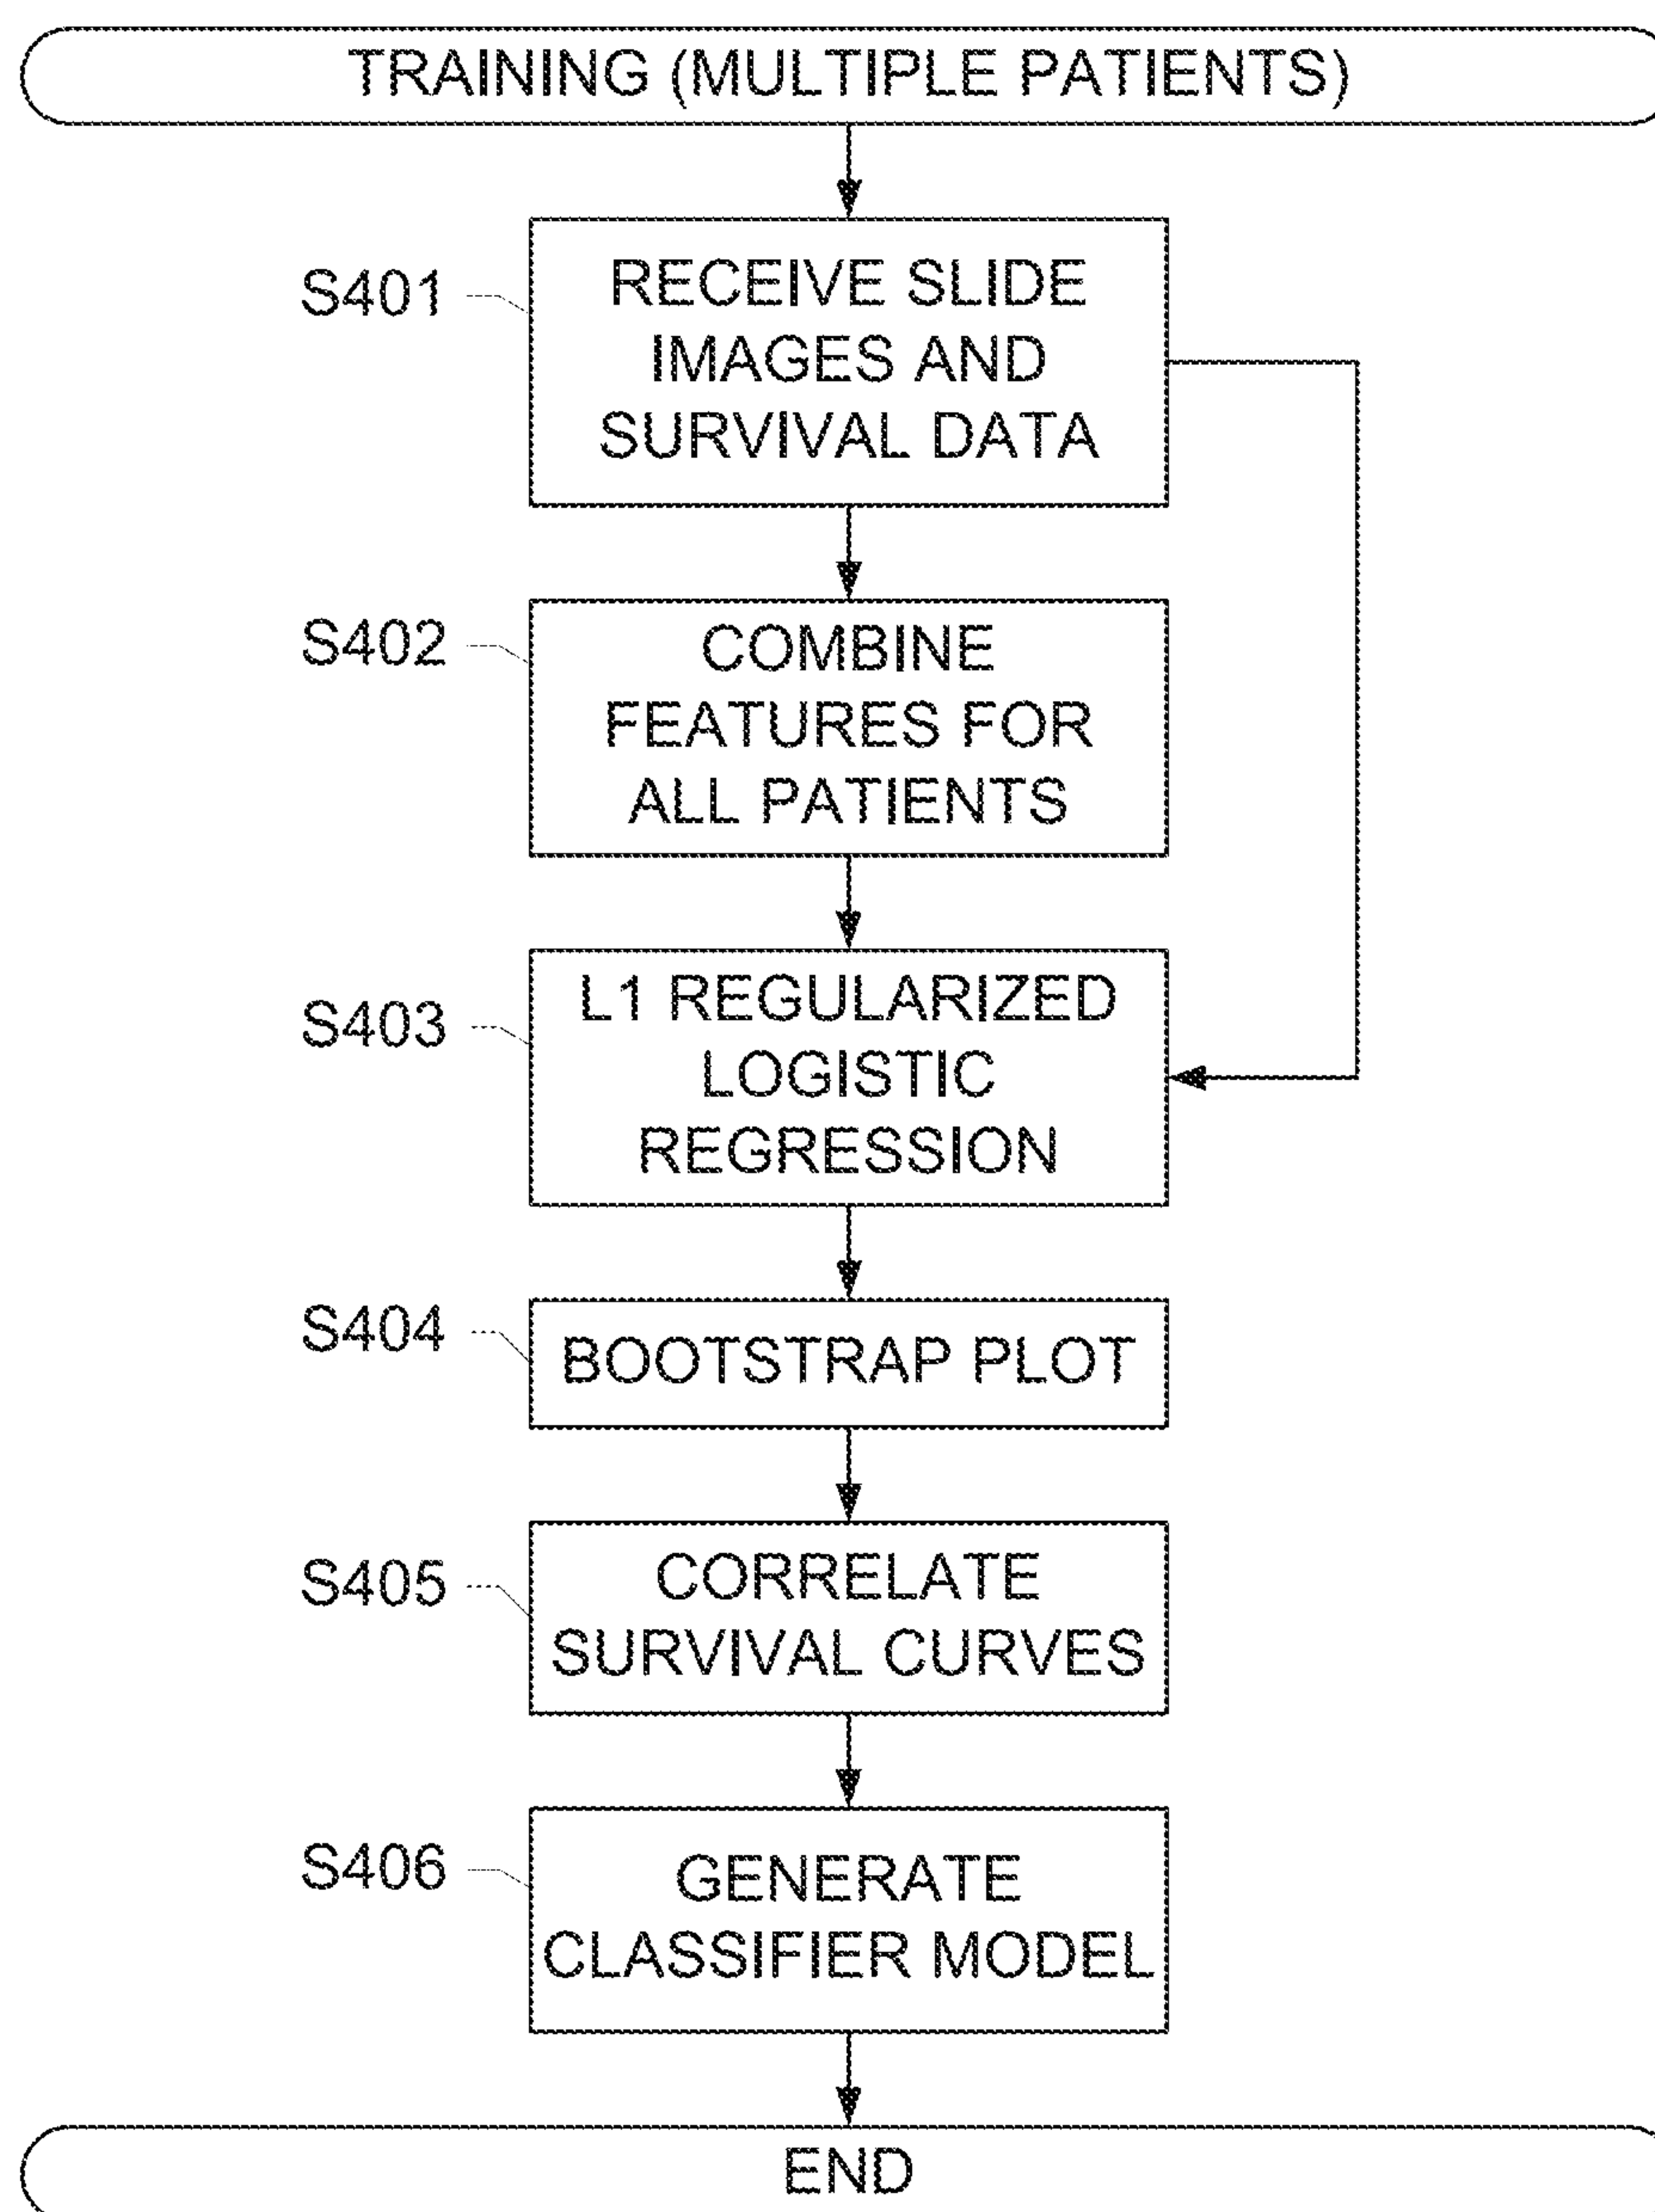 TRAINING (MULTIPLE PATIENTS)
S401
RECEIVE SLIDE
IMAGES AND
SURVIVAL DATA
S402
COMBINE
FEATURES FOR
ALL PATIENTS
S403
L1 REGULARIZED
LOGISTIC
REGRESSION
S404
BOOTSTRAP PLOT
S405
CORRELATE
SURVIVAL CURVES
S406
GENERATE
CLASSIFIER MODEL
END